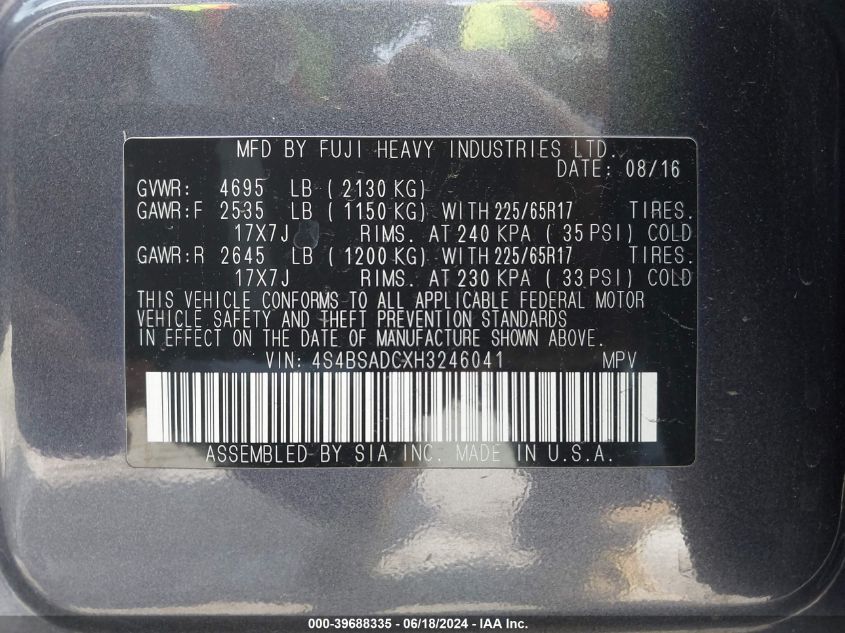 MFD BY FUJI HEAVY INDUSTRIES LTD.
DATE: 08/16
GVWR: 4695 LB ( 2130 KG)
GAWR:F 2535 LB ( 1150 KG) WITH 225/65R17 TIRES.
17X7J RIMS. AT 240 KPA ( 35 PSI) COLD
GAWR:R 2645 LB ( 1200 KG) WITH 225/65R17 TIRES.
17X7J RIMS. AT 230 KPA ( 33 PSI) COLD
THIS VEHICLE CONFORMS TO ALL APPLICABLE FEDERAL MOTOR
VEHICLE SAFETY AND THEFT PREVENTION STANDARDS
IN EFFECT ON THE DATE OF MANUFACTURE SHOWN ABOVE.
VIN: 4S4BSADCXH3246041 MPV
ASSEMBLED BY SIA INC. MADE IN U.S.A.
000-39688335 - 06/18/2024 - IAA Inc.